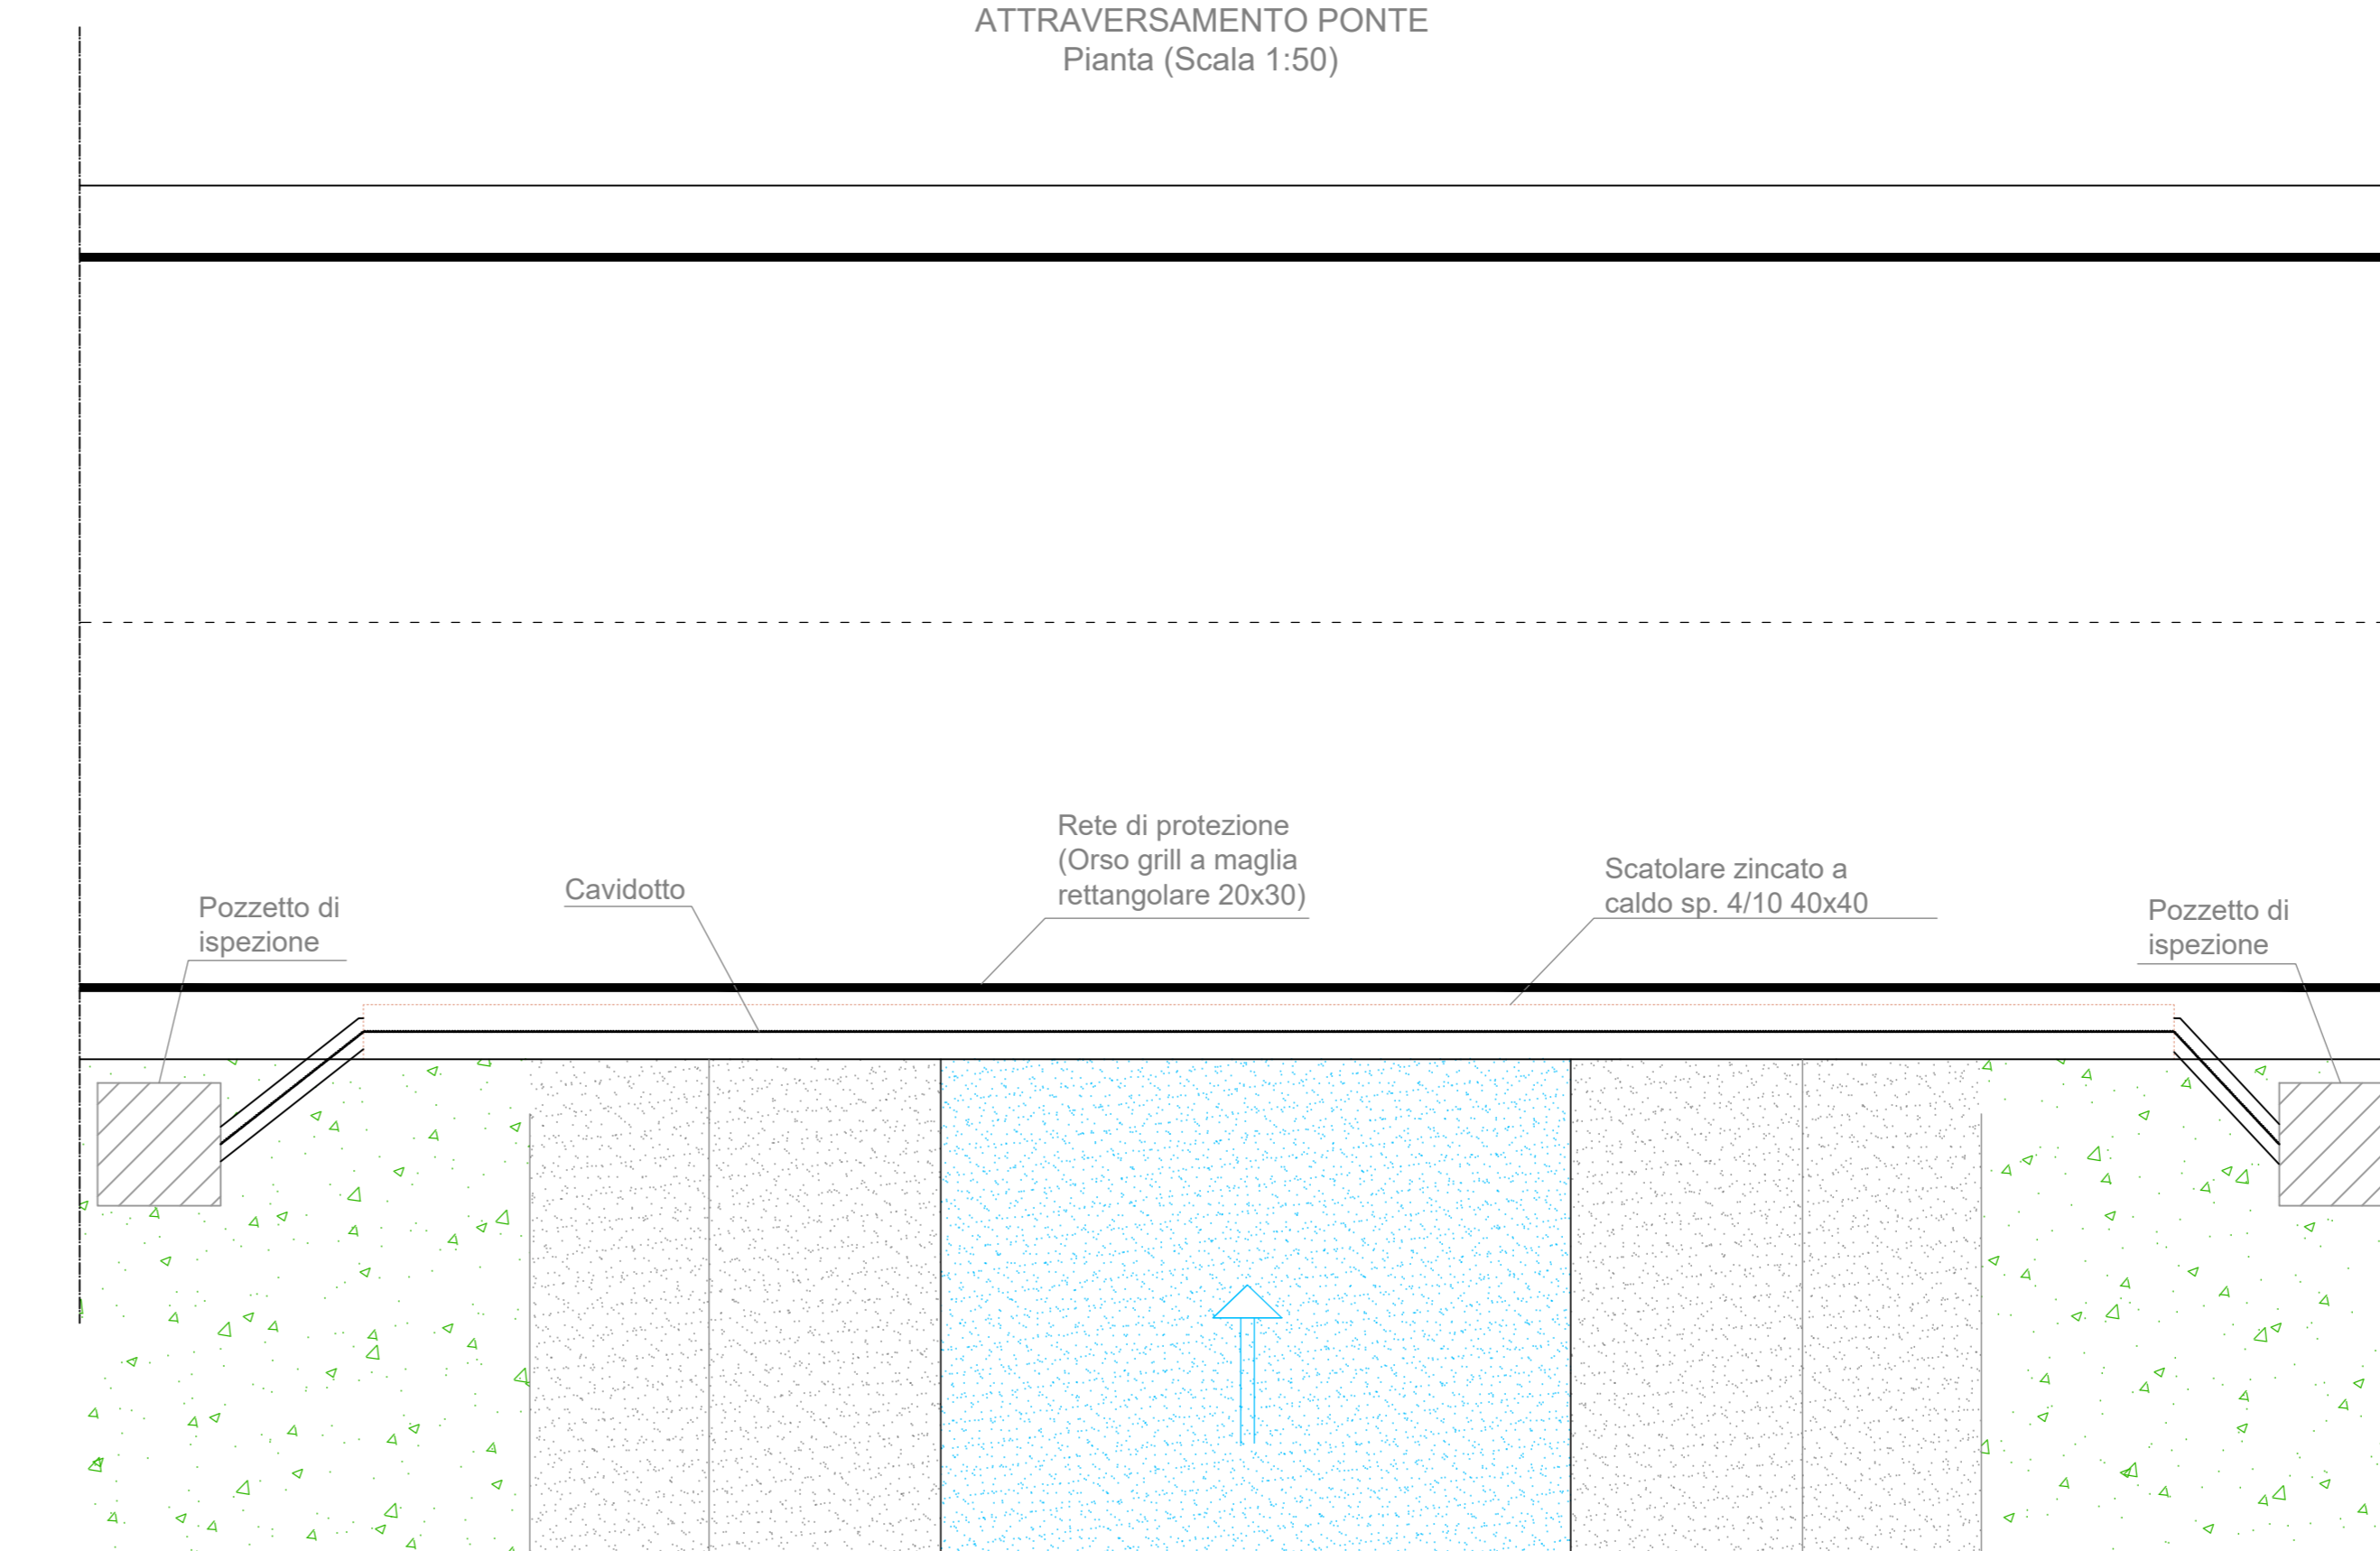 ATTRAVERSAMENTO PONTE
Pianta (Scala 1:50)
Rete di protezione
(Orso grill a maglia
rettangolare 20x30)
Scatolare zincato a
caldo sp. 4/10 40x40
Cavidotto
Pozzetto di
ispezione
Pozzetto di
ispezione